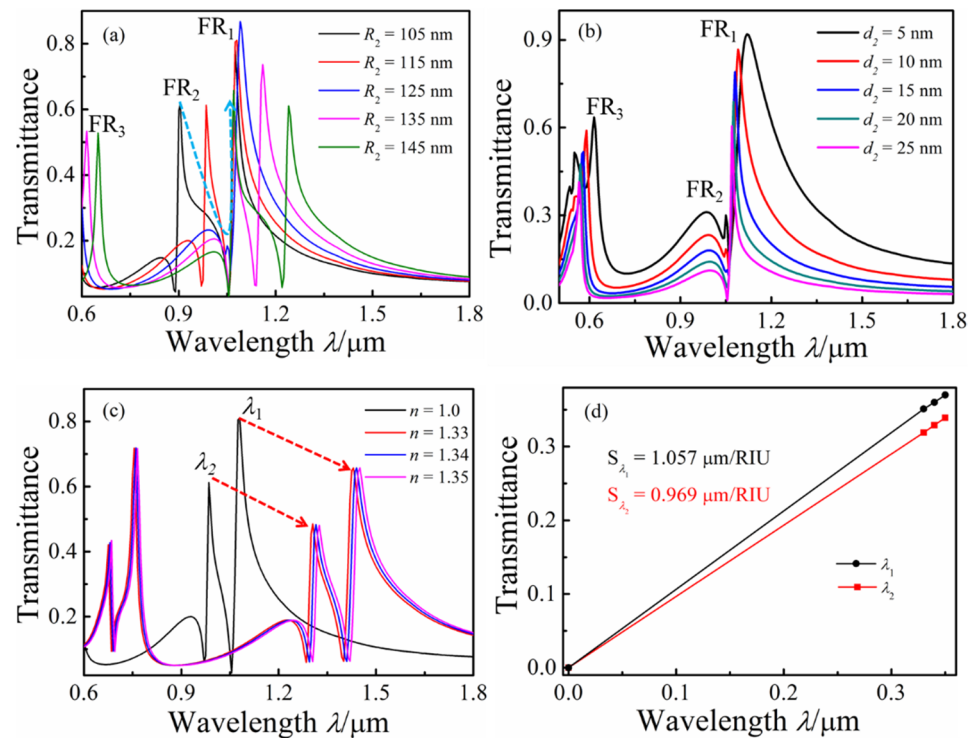 (a)
FR₁
FR₂
FR₃
R₂ = 105 nm
R₂ = 115 nm
R₂ = 125 nm
R₂ = 135 nm
R₂ = 145 nm
Transmittance
0.8
0.6
0.4
0.2
0.6 0.9 1.2 1.5 1.8
Wavelength λ/μm
(b)
FR₁
FR₃
FR₂
d₂ = 5 nm
d₂ = 10 nm
d₂ = 15 nm
d₂ = 20 nm
d₂ = 25 nm
Transmittance
0.9
0.6
0.3
0.0
0.6 0.9 1.2 1.5 1.8
Wavelength λ/μm
(c)
λ₁
λ₂
n = 1.0
n = 1.33
n = 1.34
n = 1.35
Transmittance
0.8
0.6
0.4
0.2
0.6 0.9 1.2 1.5 1.8
Wavelength λ/μm
(d)
S_λ₁ = 1.057 μm/RIU
S_λ₂ = 0.969 μm/RIU
λ₁
λ₂
Transmittance
0.3
0.2
0.1
0.0
0.0 0.1 0.2 0.3
Wavelength λ/μm